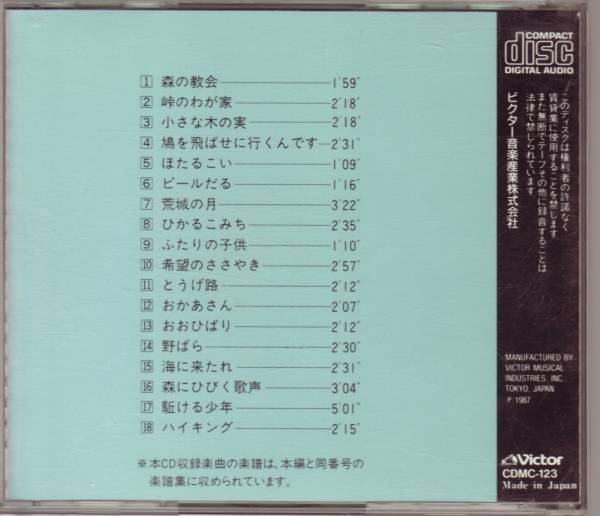 1 森の教会 1'59"
2 峠のわが家 2'18"
3 小さな木の実 2'18"
4 鳩を飛ばせに行くんです 2'31"
5 ほたるこい 1'09"
6 ビールだる 1'16"
7 荒城の月 3'22"
8 ひかるこみち 2'35"
9 ふたりの子供 1'10"
10 希望のささやき 2'57"
11 とうげ路 2'12"
12 おかあさん 2'07"
13 おおひばり 2'12"
14 野ばら 2'30"
15 海に来たれ 2'31"
16 森にひびく歌声 3'04"
17 駈ける少年 5'01"
18 ハイキング 2'15"
※本CD収録楽曲の楽譜は、本編と同番号の
楽譜集に収められています。
COMPACT
disc
DIGITAL AUDIO
このディスクは権利者の許諾なく
賃貸業に使用することを禁じます
また無断でテープその他に録音することは
法律で禁じられています
ビクター音楽産業株式会社
MANUFACTURED BY
VICTOR MUSICAL
INDUSTRIES, INC.
TOKYO, JAPAN
℗ 1987
Victor
CDMC-123
Made in Japan